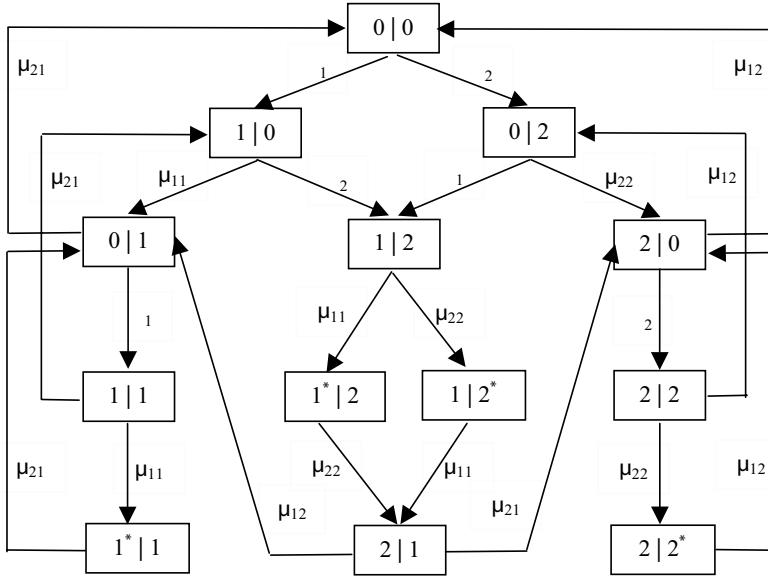 0 | 0
μ21
μ12
1
2
1 | 0
0 | 2
μ21
μ11
2
1
μ22
μ12
0 | 1
1 | 2
2 | 0
1
μ11
μ22
2
1 | 1
1* | 2
1 | 2*
2 | 2
μ21
μ11
μ22
μ11
μ22
μ12
μ12
μ21
1* | 1
2 | 1
2 | 2*